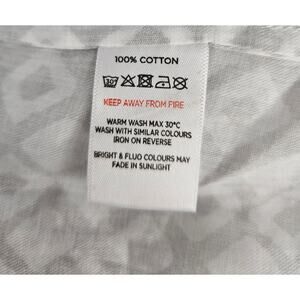 100% COTTON
30°
KEEP AWAY FROM FIRE
WARM WASH MAX 30°C
WASH WITH SIMILAR COLOURS
IRON ON REVERSE
BRIGHT & FLUO COLOURS MAY
FADE IN SUNLIGHT